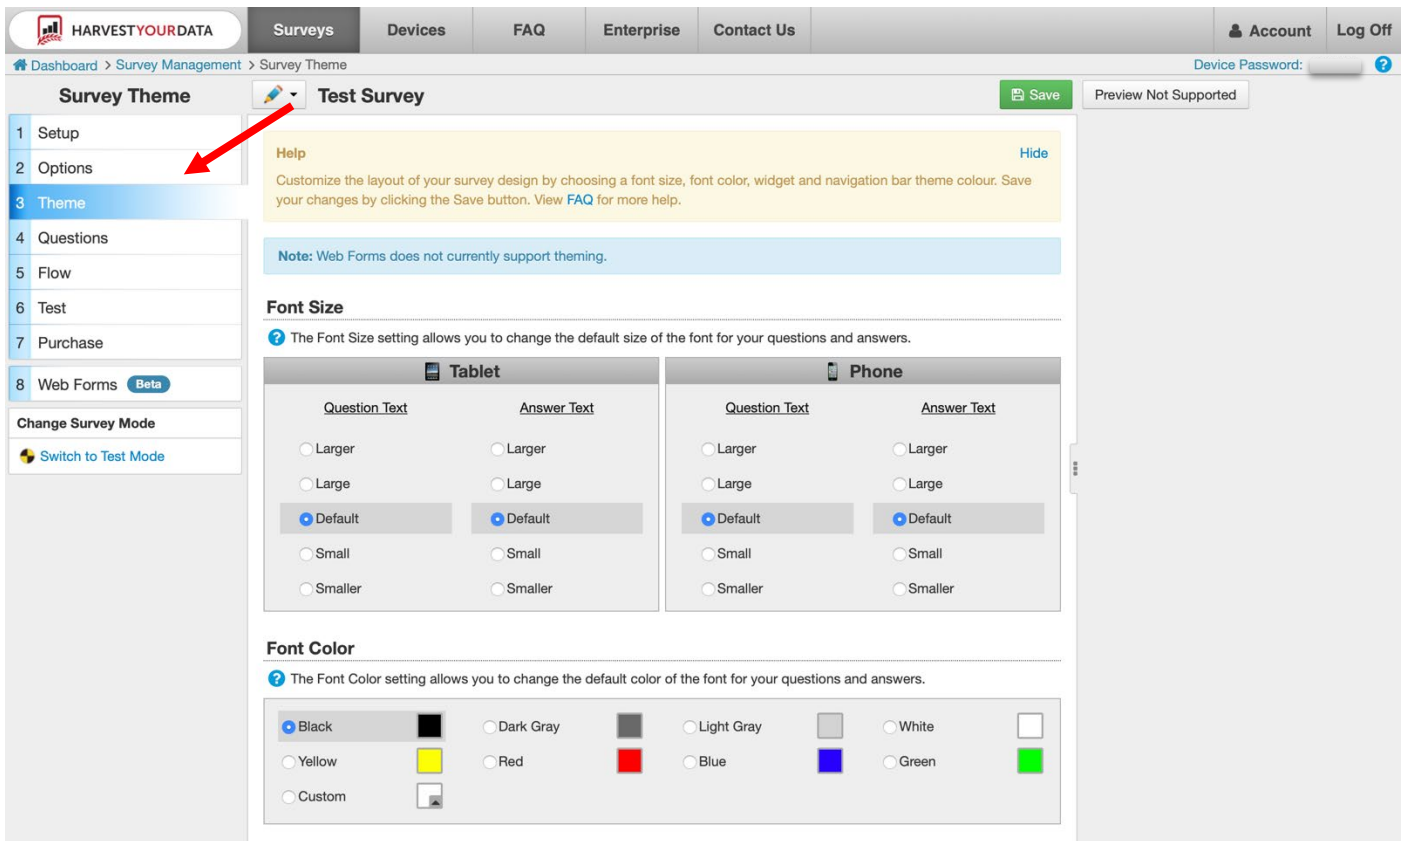 HARVESTYOURDATA Surveys Devices FAQ Enterprise Contact Us Account Log Off
Dashboard > Survey Management > Survey Theme Device Password: ?
Survey Theme Test Survey Save Preview Not Supported
1 Setup
2 Options
3 Theme
4 Questions
5 Flow
6 Test
7 Purchase
8 Web Forms Beta
Change Survey Mode
Switch to Test Mode
Help Hide
Customize the layout of your survey design by choosing a font size, font color, widget and navigation bar theme colour. Save
your changes by clicking the Save button. View FAQ for more help.
Note: Web Forms does not currently support theming.
Font Size
? The Font Size setting allows you to change the default size of the font for your questions and answers.
Tablet Phone
Question Text Answer Text Question Text Answer Text
Larger Larger Larger Larger
Large Large Large Large
Default Default Default Default
Small Small Small Small
Smaller Smaller Smaller Smaller
Font Color
? The Font Color setting allows you to change the default color of the font for your questions and answers.
Black Dark Gray Light Gray White
Yellow Red Blue Green
Custom